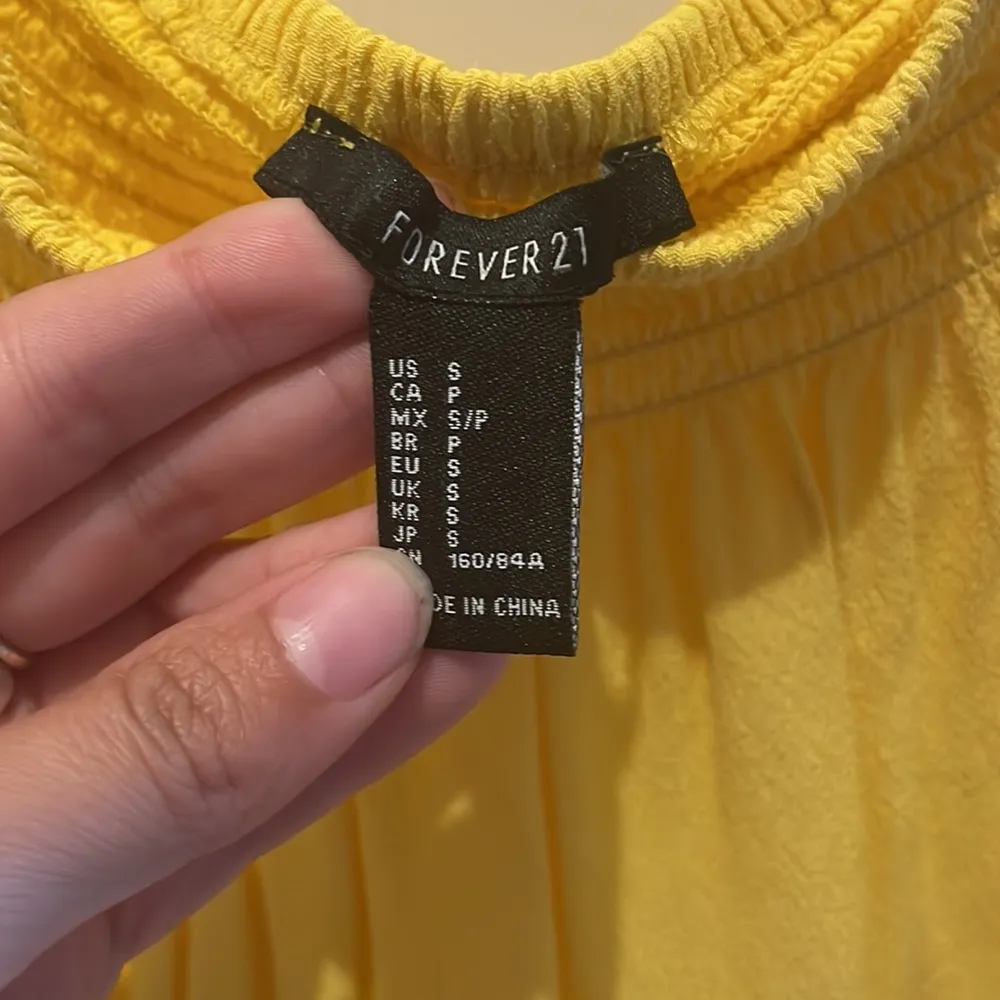 FOREVER 21
US S
CA P
MX S/P
BR P
EU S
UK S
KR S
JP S
160/84A
IN CHINA